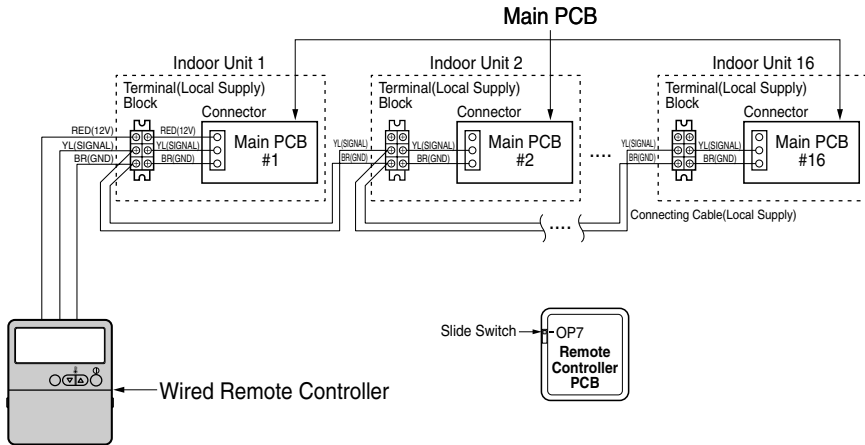 Main PCB
Indoor Unit 1
Indoor Unit 2
Indoor Unit 16
Terminal(Local Supply)
Block
Terminal(Local Supply)
Block
Terminal(Local Supply)
Block
Connector
Connector
Connector
RED(12V)
RED(12V)
YL(SIGNAL)
YL(SIGNAL)
BR(GND)
BR(GND)
Main PCB
#1
YL(SIGNAL)
BR(GND)
YL(SIGNAL)
BR(GND)
Main PCB
#2
....
YL(SIGNAL)
BR(GND)
YL(SIGNAL)
BR(GND)
Main PCB
#16
....
Connecting Cable(Local Supply)
Slide Switch
OP7
Remote
Controller
PCB
Wired Remote Controller